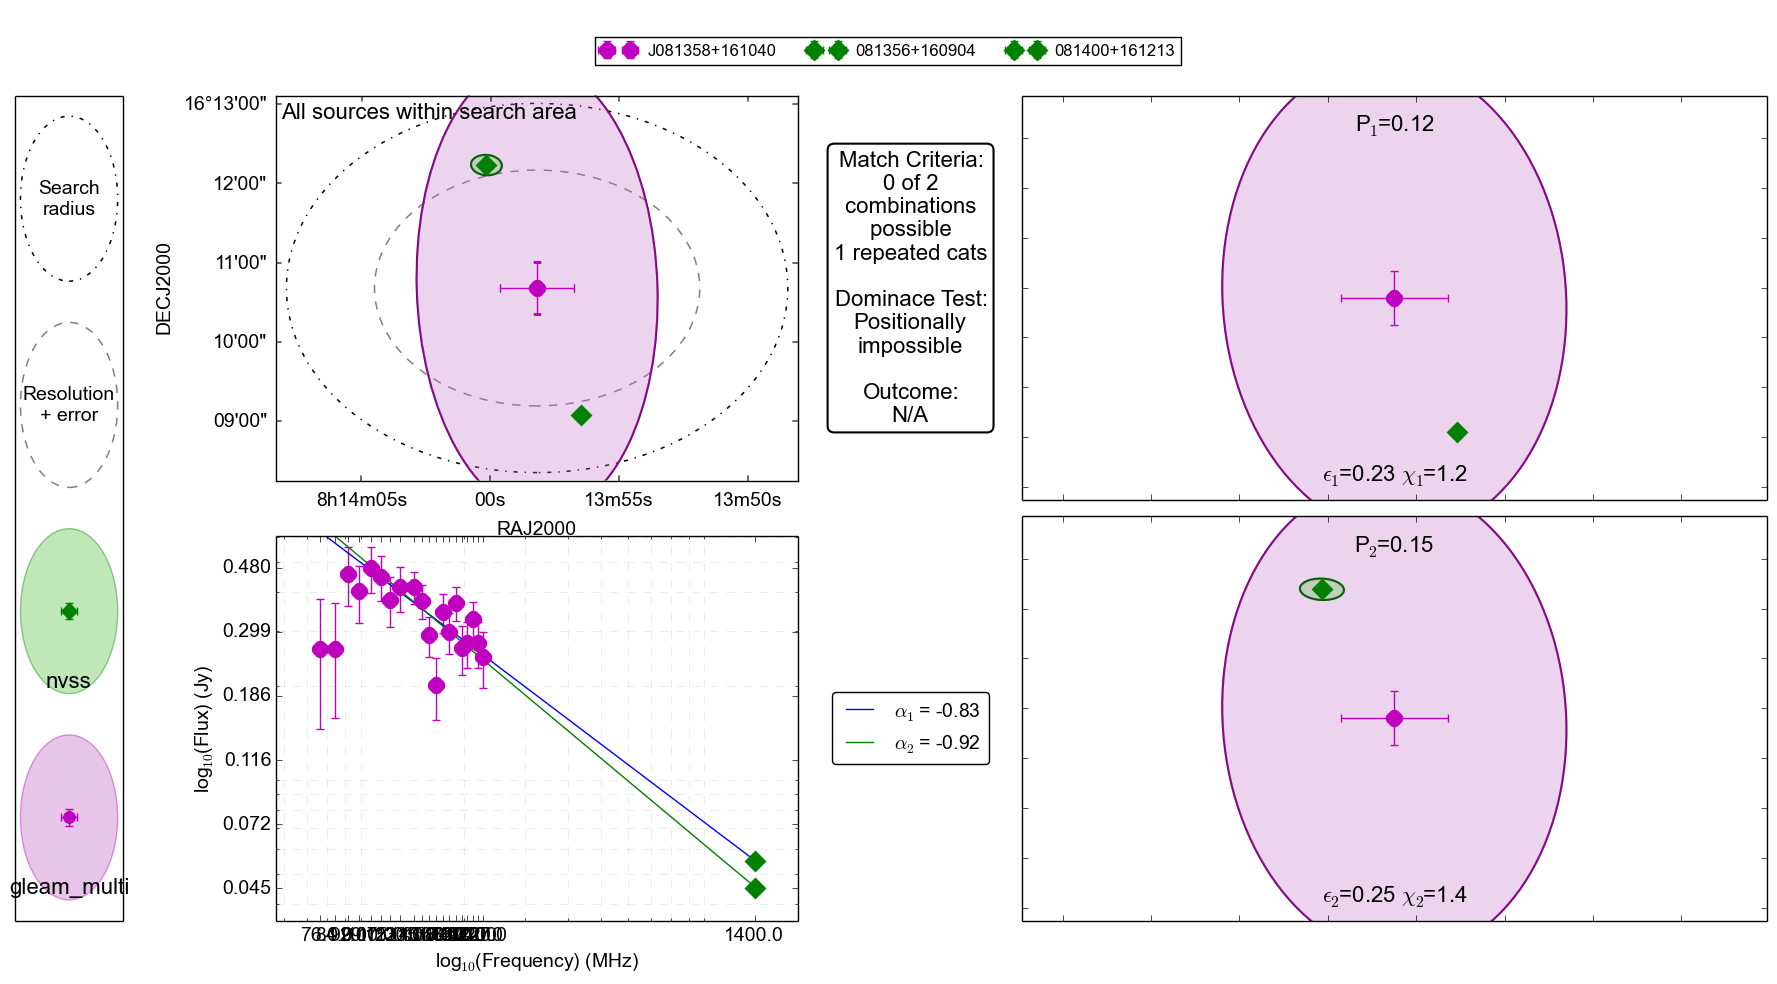 J081358+161040 081356+160904 081400+161213
Search
radius
Resolution
+ error
nvss
gleam_multi
All sources within search area
DECJ2000
16°13'00"
12'00"
11'00"
10'00"
09'00"
8h14m05s 00s 13m55s 13m50s
RAJ2000
Match Criteria:
0 of 2
combinations
possible
1 repeated cats
Dominace Test:
Positionally
impossible
Outcome:
N/A
P1=0.12
ϵ1=0.23 χ1=1.2
P2=0.15
ϵ2=0.25 χ2=1.4
log10(Flux) (Jy)
0.480
0.299
0.186
0.116
0.072
0.045
1400.0
log10(Frequency) (MHz)
α1 = -0.83
α2 = -0.92